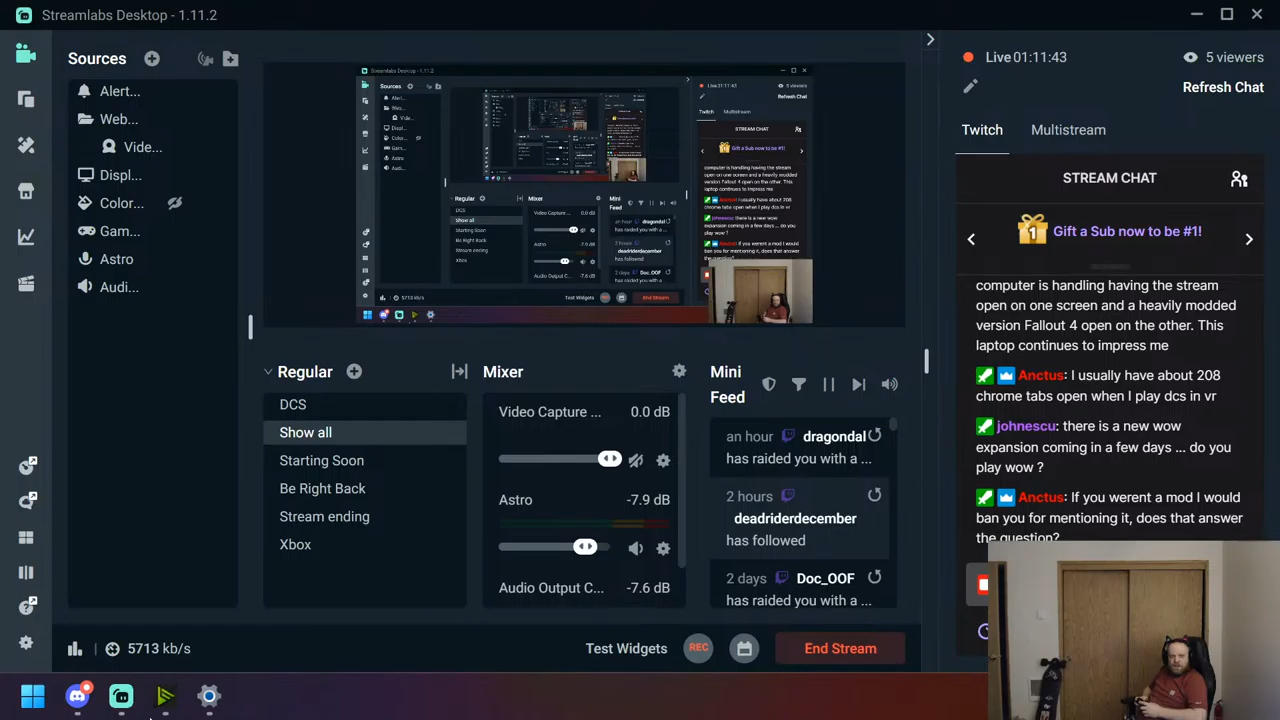 Streamlabs Desktop - 1.11.2
Sources
Alert...
Web...
Vide...
Displ...
Color...
Gam...
Astro
Audi...
Regular
DCS
Show all
Starting Soon
Be Right Back
Stream ending
Xbox
Mixer
Video Capture ... 0.0 dB
Astro -7.9 dB
Audio Output C... -7.6 dB
Mini
Feed
an hour dragondal
has raided you with a ...
2 hours
deadriderdecember
has followed
2 days Doc_OOF
has raided you with a ...
5713 kb/s
Test Widgets
REC
End Stream
Live 01:11:43
5 viewers
Refresh Chat
Twitch
Multistream
STREAM CHAT
1
Gift a Sub now to be #1!
computer is handling having the stream
open on one screen and a heavily modded
version Fallout 4 open on the other. This
laptop continues to impress me
Anctus: I usually have about 208
chrome tabs open when I play dcs in vr
johnescu: there is a new wow
expansion coming in a few days ... do you
play wow ?
Anctus: If you werent a mod I would
ban you for mentioning it, does that answer
the question?